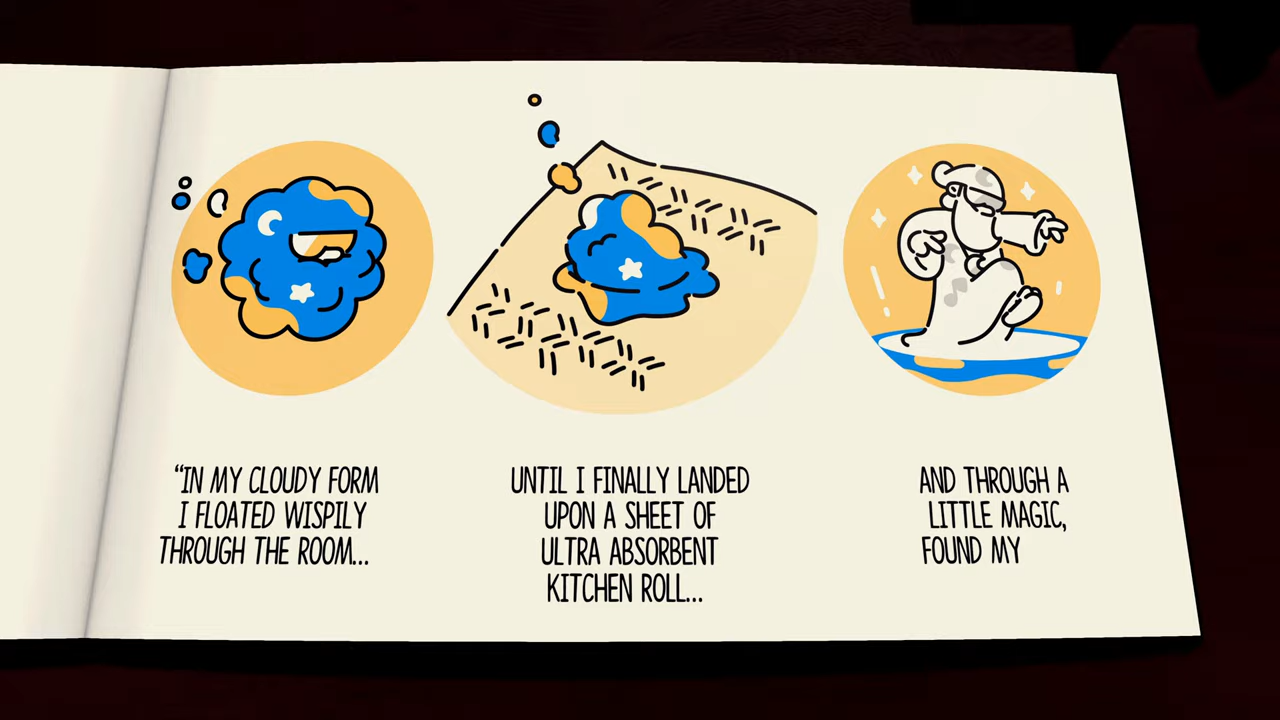 “IN MY CLOUDY FORM
I FLOATED WISPILY
THROUGH THE ROOM...
UNTIL I FINALLY LANDED
UPON A SHEET OF
ULTRA ABSORBENT
KITCHEN ROLL...
AND THROUGH A
LITTLE MAGIC,
FOUND MY